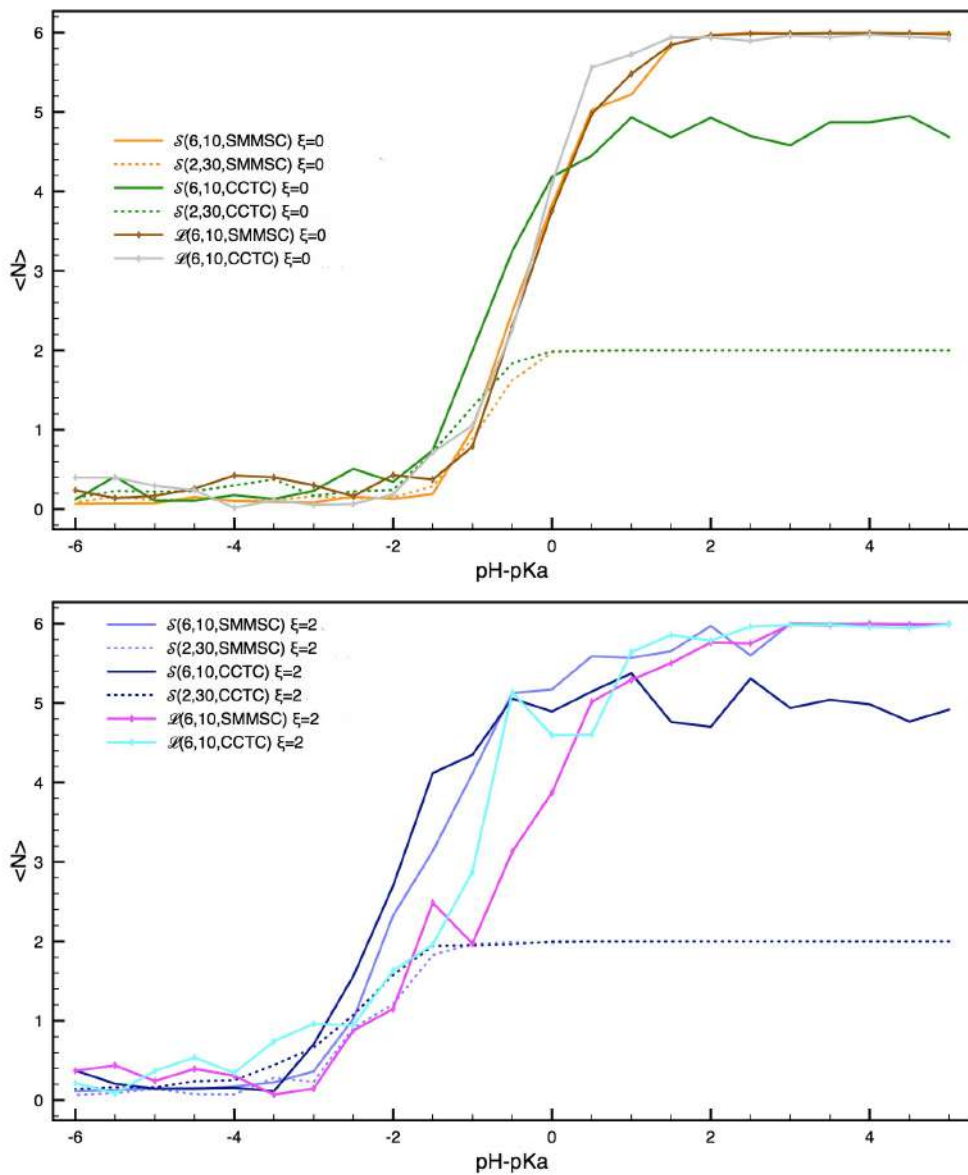 6
5
4
3
2
1
0
<N>
𝒮(6,10,SMMSC) ξ=0
𝒮(2,30,SMMSC) ξ=0
𝒮(6,10,CCTC) ξ=0
𝒮(2,30,CCTC) ξ=0
ℒ(6,10,SMMSC) ξ=0
ℒ(6,10,CCTC) ξ=0
-6 -4 -2 0 2 4
pH-pKa
6
5
4
3
2
1
0
<N>
𝒮(6,10,SMMSC) ξ=2
𝒮(2,30,SMMSC) ξ=2
𝒮(6,10,CCTC) ξ=2
𝒮(2,30,CCTC) ξ=2
ℒ(6,10,SMMSC) ξ=2
ℒ(6,10,CCTC) ξ=2
-6 -4 -2 0 2 4
pH-pKa